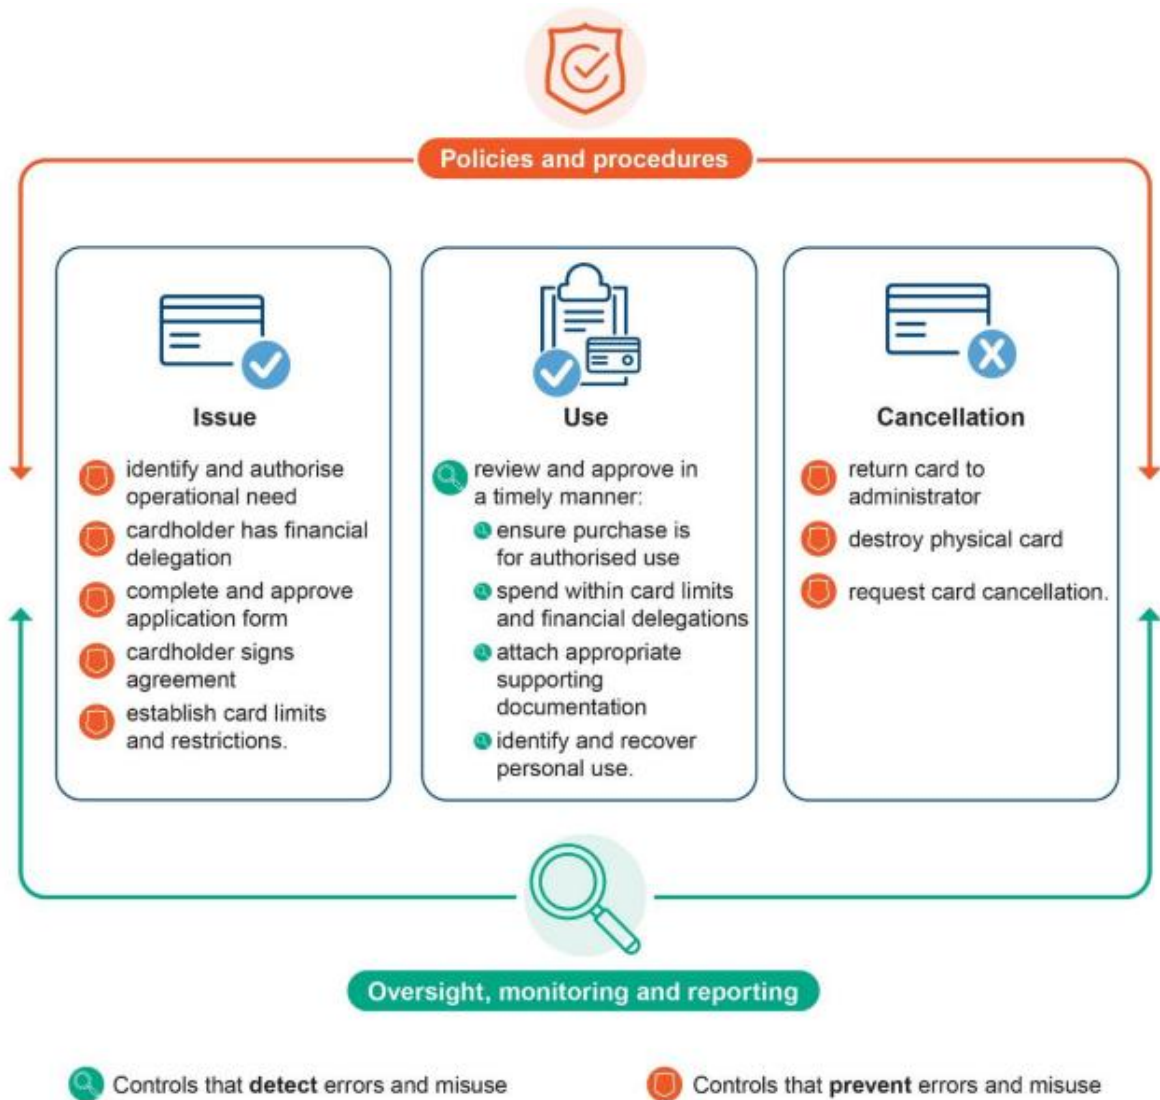 Policies and procedures
Issue
identify and authorise
operational need
cardholder has financial
delegation
complete and approve
application form
cardholder signs
agreement
establish card limits
and restrictions.
Use
review and approve in
a timely manner:
ensure purchase is
for authorised use
spend within card limits
and financial delegations
attach appropriate
supporting
documentation
identify and recover
personal use.
Cancellation
return card to
administrator
destroy physical card
request card cancellation.
Oversight, monitoring and reporting
Controls that detect errors and misuse
Controls that prevent errors and misuse